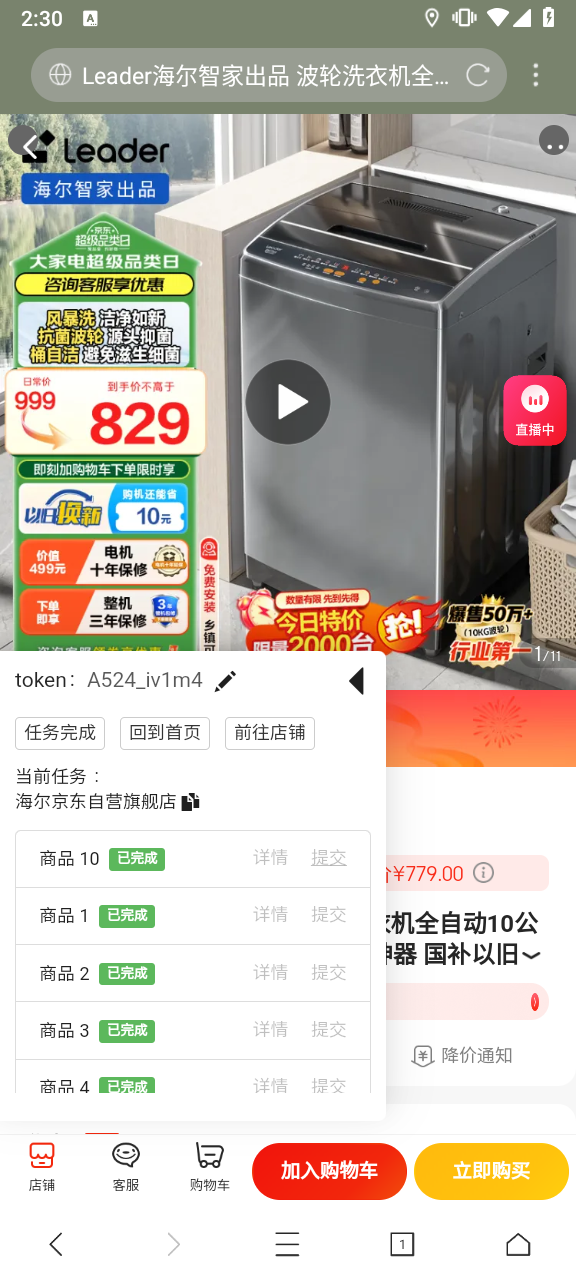 2:30
A
Leader海尔智家出品 波轮洗衣机全...
Leader
海尔智家出品
京东
超级品类日
大家电超级品类日
咨询客服享优惠
风暴洗 洁净如新
抗菌波轮 源头抑菌
桶自洁 避免滋生细菌
日常价
999
到手价不高于
829
即刻加购物车下单限时享
以旧换新
购机还能省
10元
价值
499元
电机
十年保修
下单
即享
整机
三年保修
3年
免费安装 乡镇可
数量有限 先到先得
今日特价
限量2000台
抢!
爆售50万+
(10KG波轮)
行业第一
直播中
1/11
token: A524_iv1m4
任务完成
回到首页
前往店铺
当前任务:
海尔京东自营旗舰店
商品 10 已完成 详情 提交
商品 1 已完成 详情 提交
商品 2 已完成 详情 提交
商品 3 已完成 详情 提交
商品 4 已完成 详情 提交
¥779.00
衣机全自动10公
神器 国补以旧
降价通知
店铺
客服
购物车
加入购物车
立即购买
1